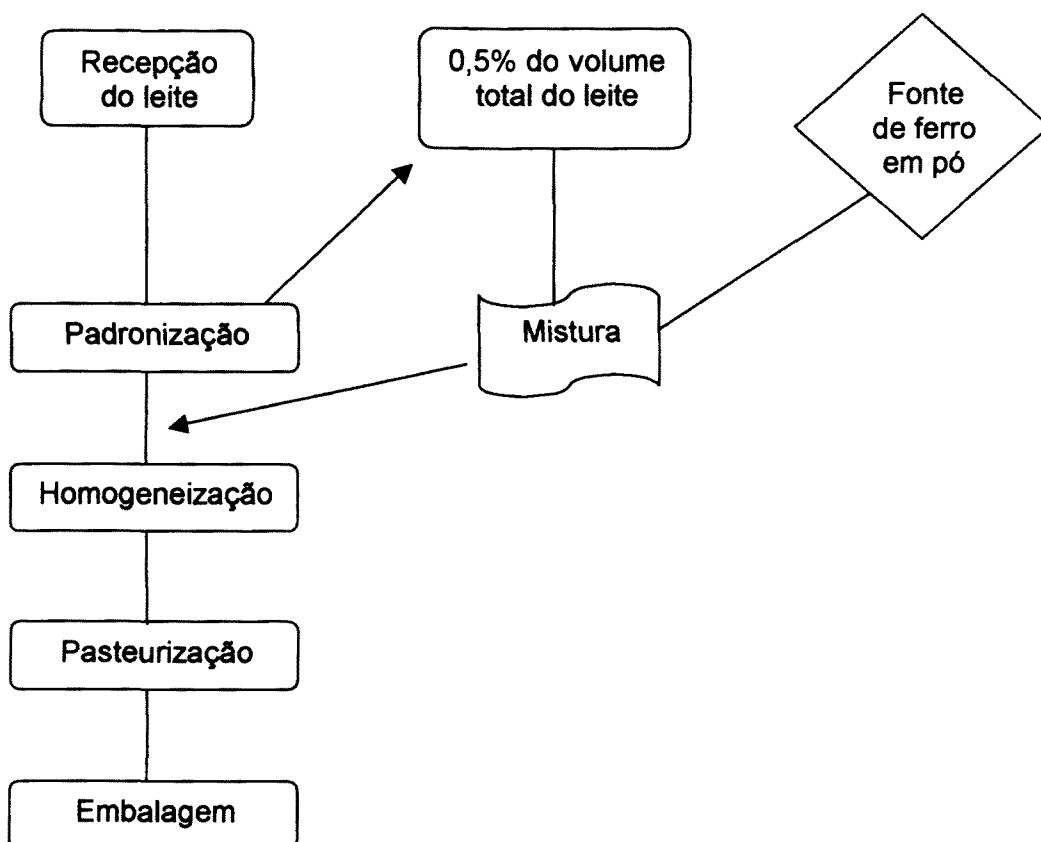 Recepção
do leite
0,5% do volume
total do leite
Fonte
de ferro
em pó
Padronização
Mistura
Homogeneização
Pasteurização
Embalagem